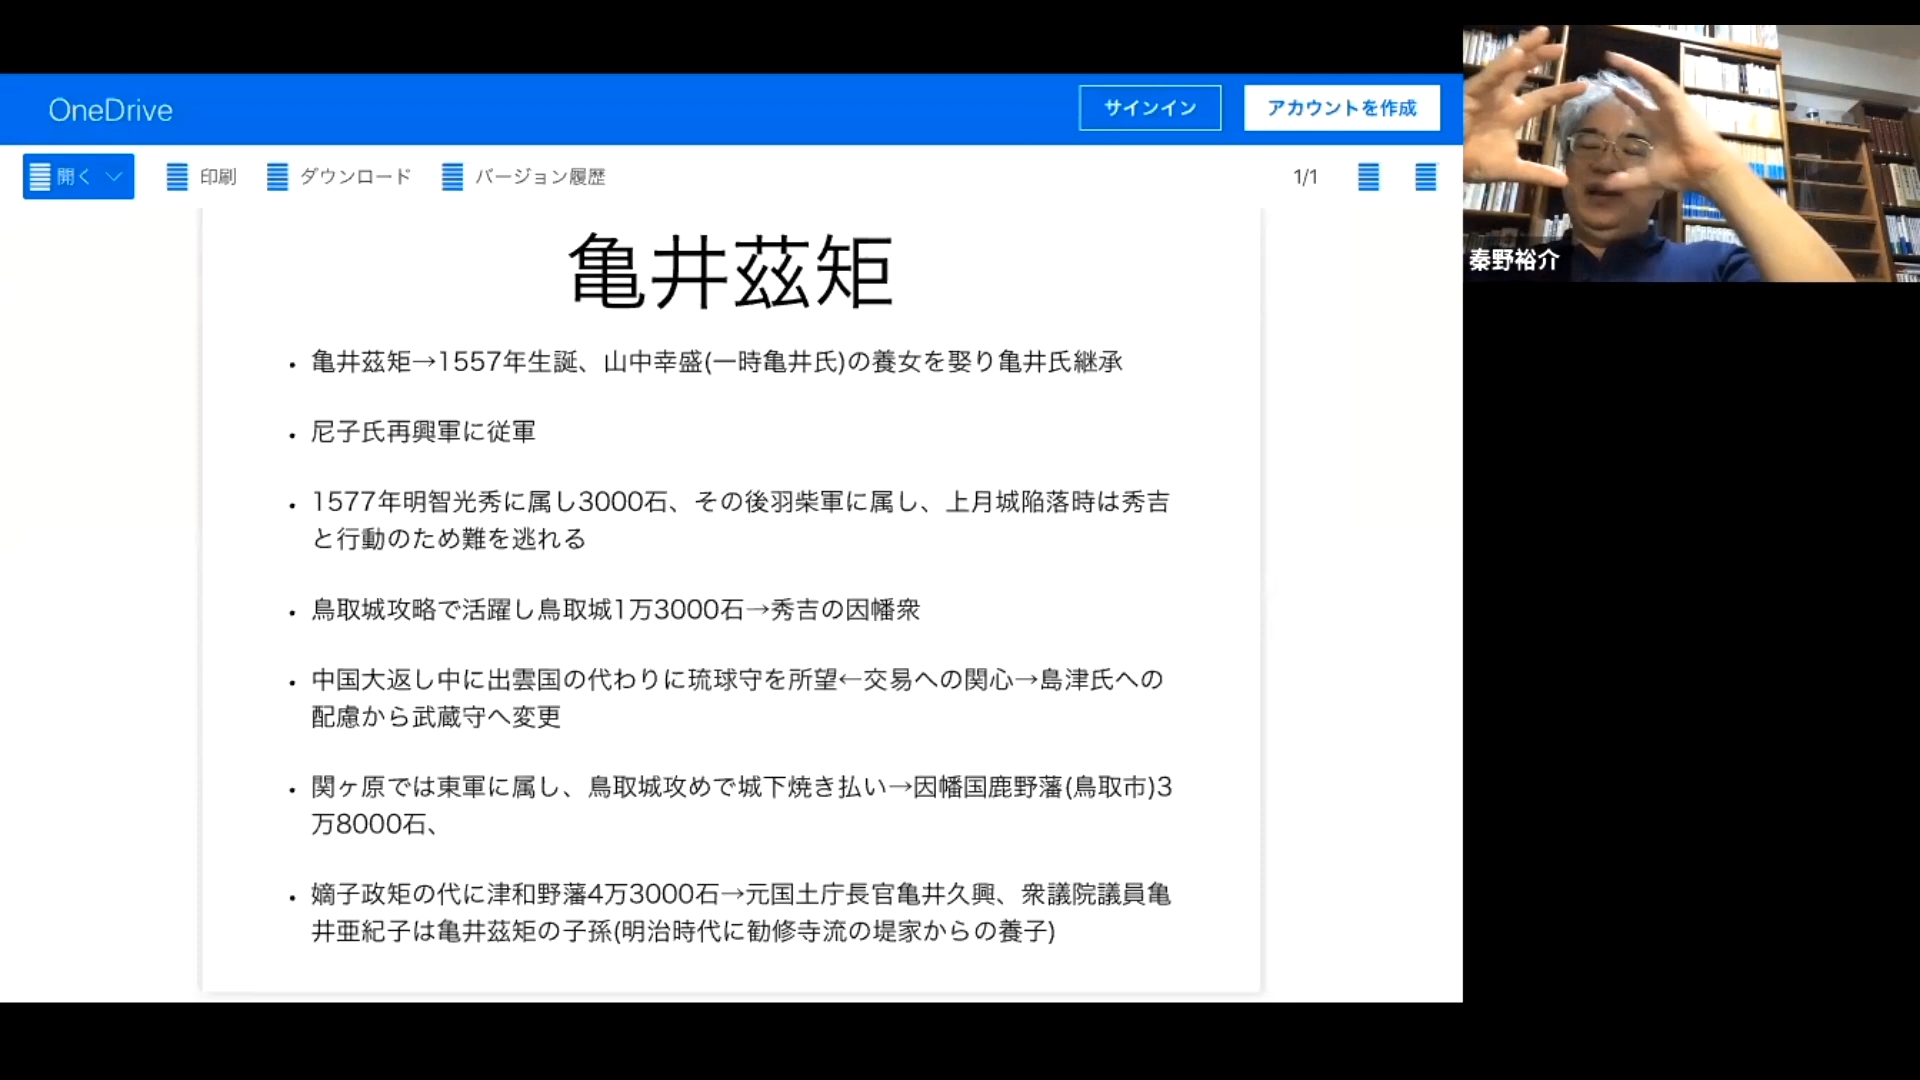 OneDrive
サインイン
アカウントを作成
開く
印刷
ダウンロード
バージョン履歴
1/1
亀井茲矩
・亀井茲矩→1557年生誕、山中幸盛(一時亀井氏)の養女を娶り亀井氏継承
・尼子氏再興軍に従軍
・1577年明智光秀に属し3000石、その後羽柴軍に属し、上月城陥落時は秀吉
と行動のため難を逃れる
・鳥取城攻略で活躍し鳥取城1万3000石→秀吉の因幡衆
・中国大返し中に出雲国の代わりに琉球守を所望←交易への関心→島津氏への
配慮から武蔵守へ変更
・関ヶ原では東軍に属し、鳥取城攻めで城下焼き払い→因幡国鹿野藩(鳥取市)3
万8000石、
・嫡子政矩の代に津和野藩4万3000石→元国土庁長官亀井久興、衆議院議員亀
井亜紀子は亀井茲矩の子孫(明治時代に勧修寺流の堤家からの養子)
秦野裕介